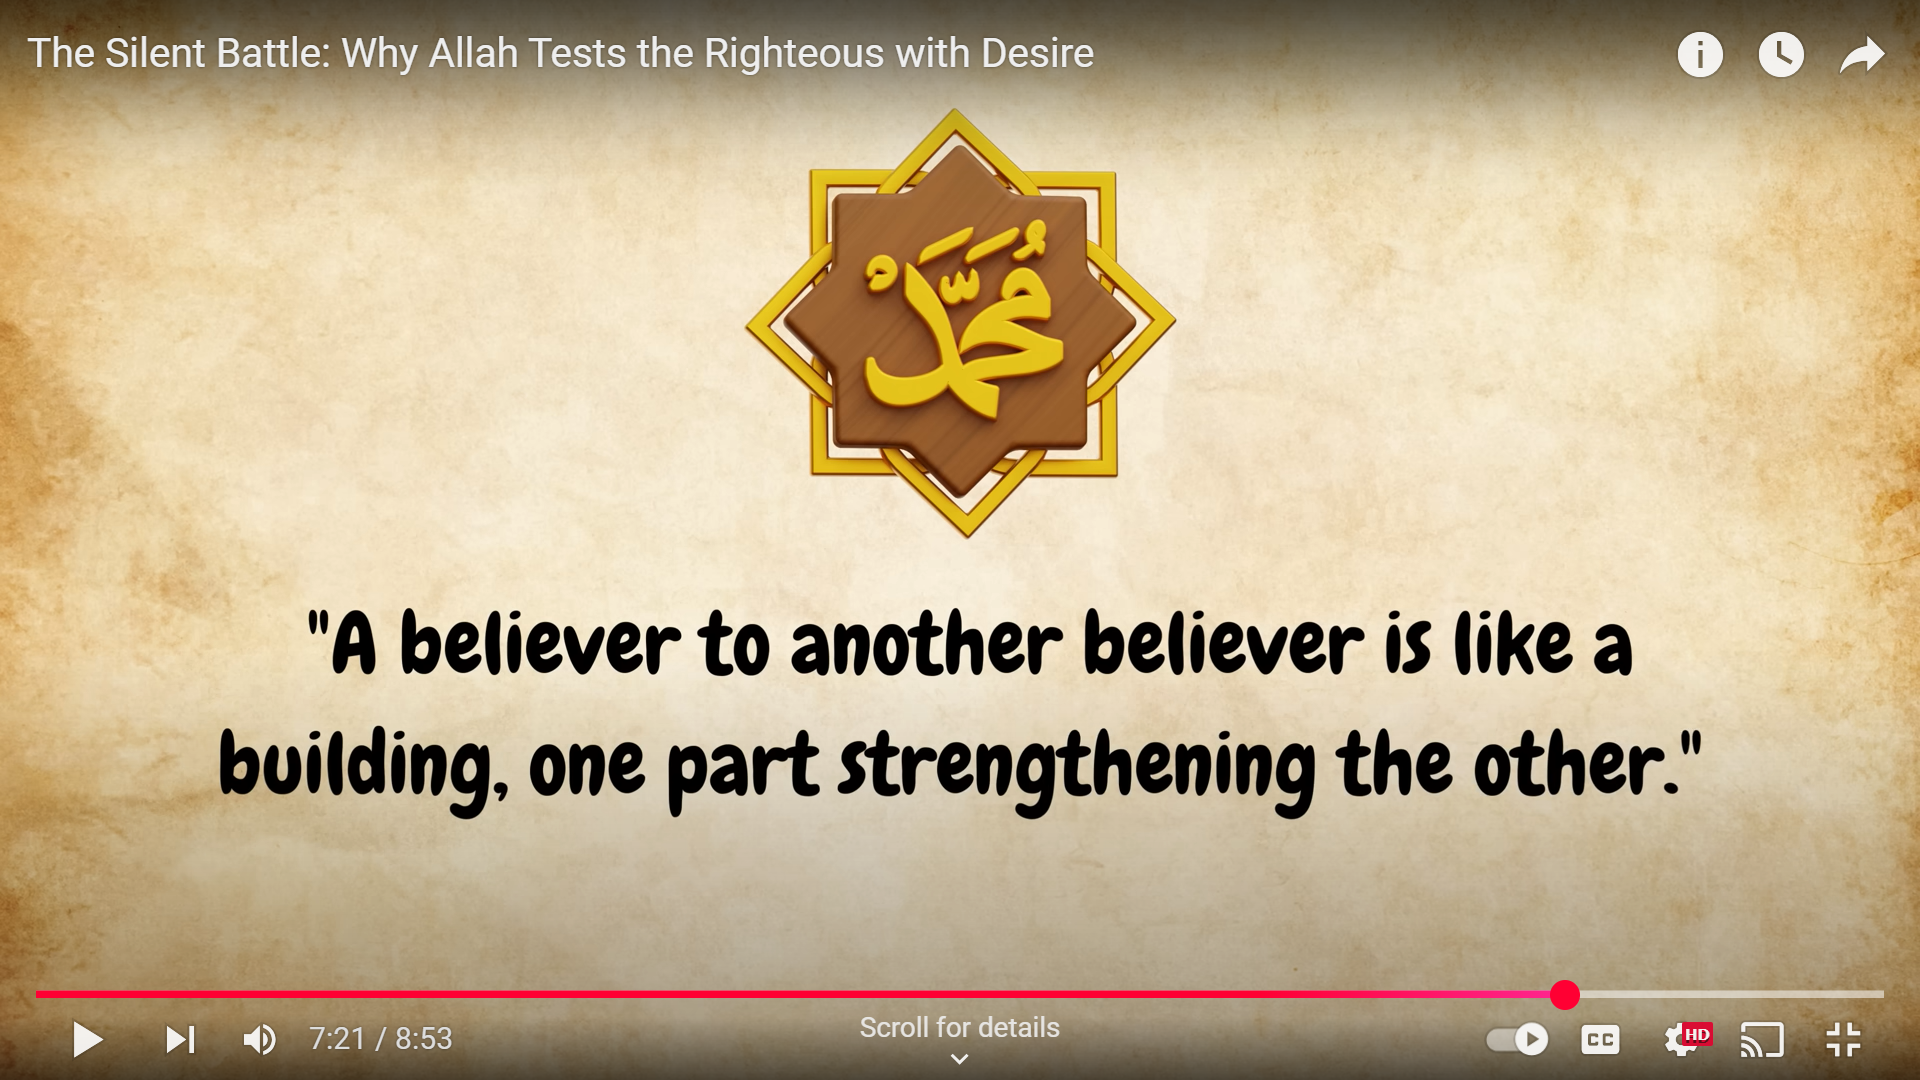 The Silent Battle: Why Allah Tests the Righteous with Desire
مُحَمَّدْ
"A believer to another believer is like a
building, one part strengthening the other."
7:21 / 8:53
Scroll for details
CC
HD